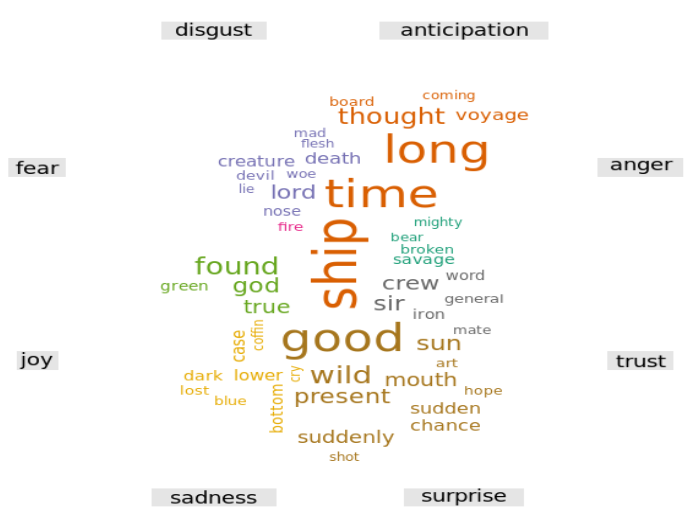 disgust anticipation
coming
board
thought voyage
mad
flesh
long
creature death
fear anger
devil woe
lie lord time
nose
fire mighty
ship
bear
broken
found savage
green god crew word
true sir general
iron
good mate
case coffin sun
joy art trust
dark lower cry wild mouth
lost present hope
blue bottom sudden
chance
suddenly
shot
sadness surprise